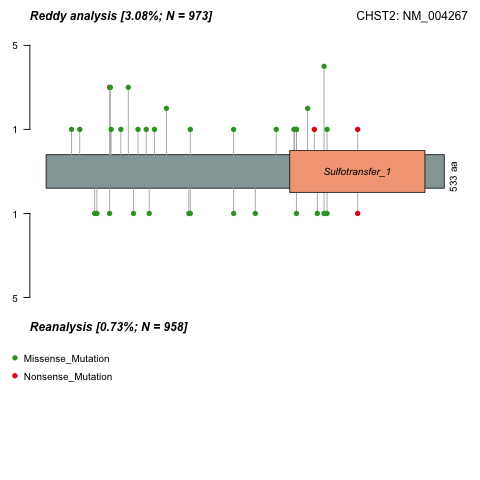 Reddy analysis [3.08%; N = 973]
CHST2: NM_004267
5
1
Sulfotransfer_1
533 aa
1
5
Reanalysis [0.73%; N = 958]
Missense_Mutation
Nonsense_Mutation